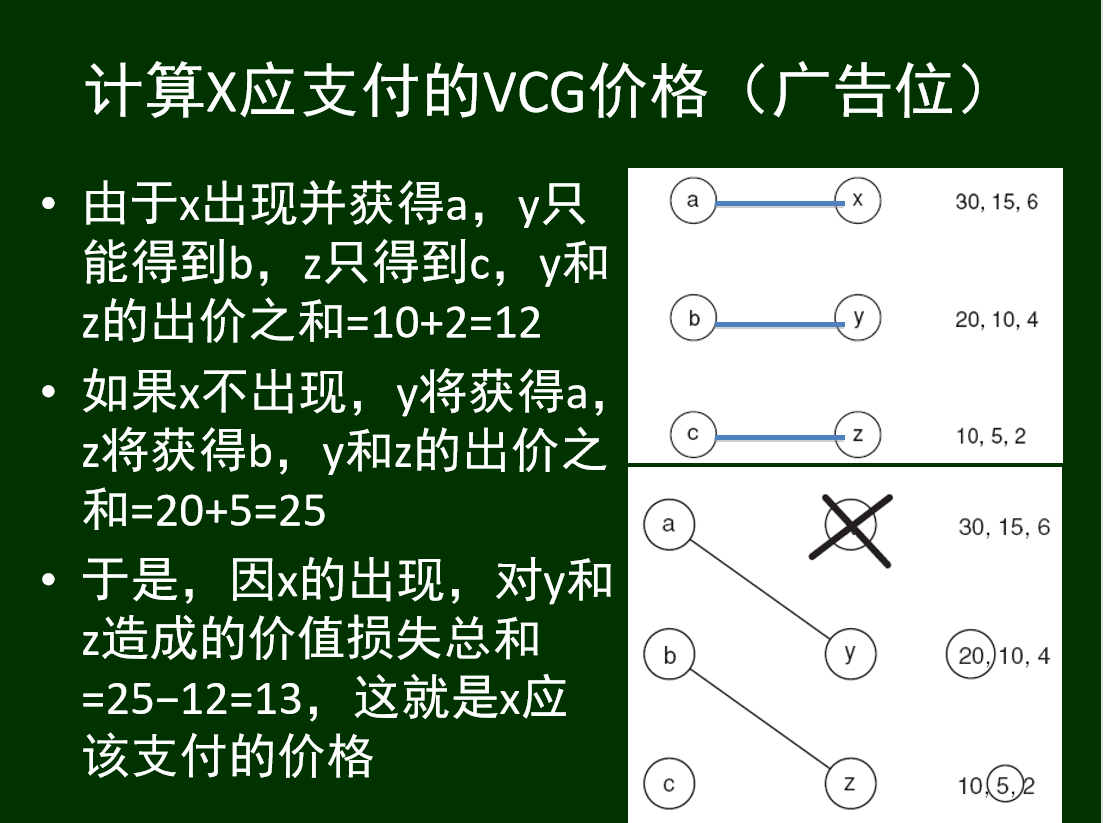 计算X应支付的VCG价格（广告位）
• 由于x出现并获得a，y只
能得到b，z只得到c，y和
z的出价之和=10+2=12
• 如果x不出现，y将获得a，
z将获得b，y和z的出价之
和=20+5=25
• 于是，因x的出现，对y和
z造成的价值损失总和
=25−12=13，这就是x应
该支付的价格
a x 30, 15, 6
b y 20, 10, 4
c z 10, 5, 2
a 30, 15, 6
b y 20, 10, 4
c z 10, 5, 2